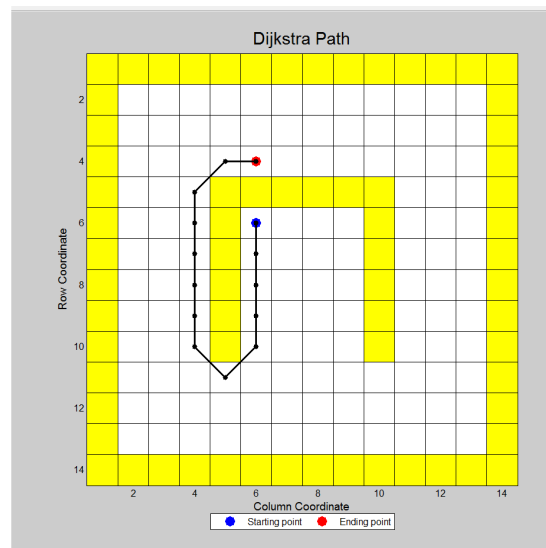 Dijkstra Path
2
4
6
8
10
12
14
Row Coordinate
2 4 6 8 10 12 14
Column Coordinate
Starting point Ending point